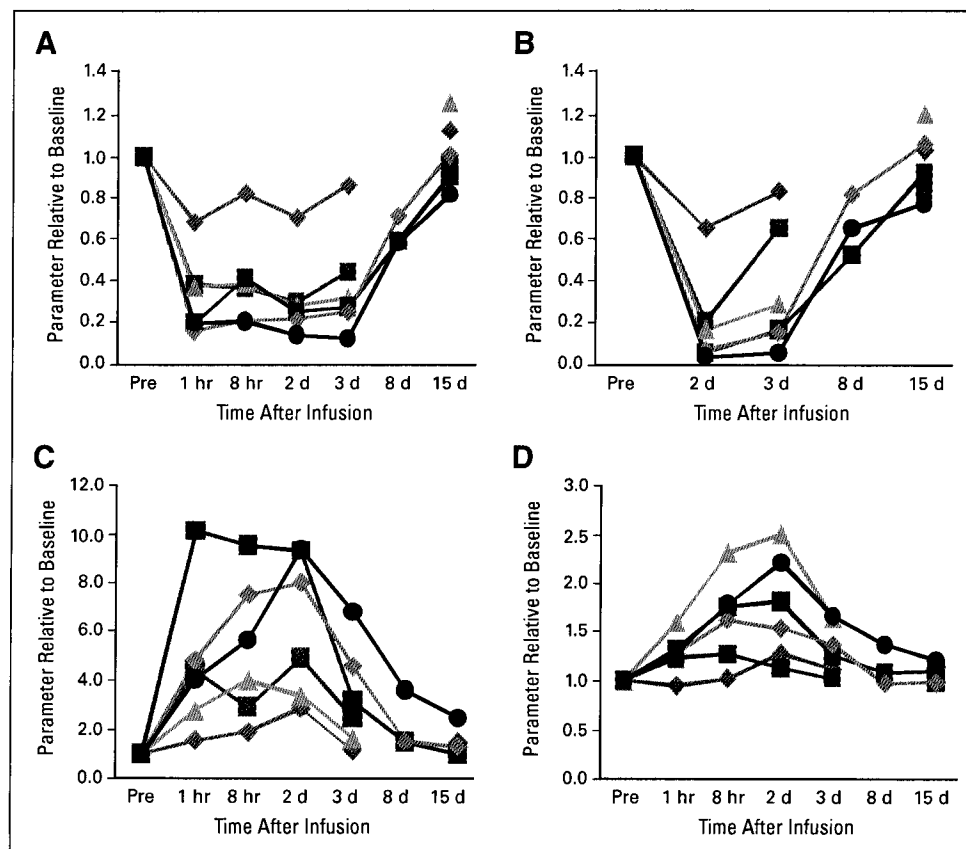 A
Parameter Relative to Baseline
1.4
1.2
1.0
0.8
0.6
0.4
0.2
0.0
Pre 1 hr 8 hr 2 d 3 d 8 d 15 d
Time After Infusion
B
Parameter Relative to Baseline
1.4
1.2
1.0
0.8
0.6
0.4
0.2
0.0
Pre 2 d 3 d 8 d 15 d
Time After Infusion
C
Parameter Relative to Baseline
12.0
10.0
8.0
6.0
4.0
2.0
0.0
Pre 1 hr 8 hr 2 d 3 d 8 d 15 d
Time After Infusion
D
Parameter Relative to Baseline
3.0
2.5
2.0
1.5
1.0
0.5
0.0
Pre 1 hr 8 hr 2 d 3 d 8 d 15 d
Time After Infusion